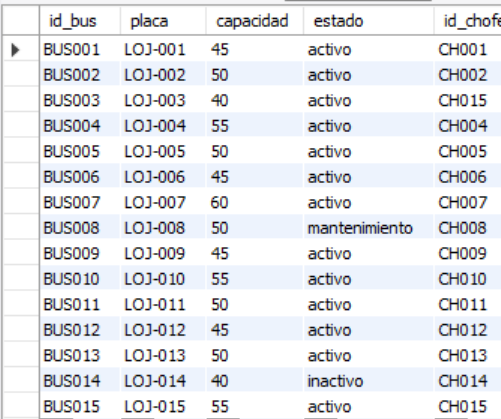 id_bus placa capacidad estado id_chofe
BUS001 LOJ-001 45 activo CH001
BUS002 LOJ-002 50 activo CH002
BUS003 LOJ-003 40 activo CH015
BUS004 LOJ-004 55 activo CH004
BUS005 LOJ-005 50 activo CH005
BUS006 LOJ-006 45 activo CH006
BUS007 LOJ-007 60 activo CH007
BUS008 LOJ-008 50 mantenimiento CH008
BUS009 LOJ-009 45 activo CH009
BUS010 LOJ-010 55 activo CH010
BUS011 LOJ-011 50 activo CH011
BUS012 LOJ-012 45 activo CH012
BUS013 LOJ-013 50 activo CH013
BUS014 LOJ-014 40 inactivo CH014
BUS015 LOJ-015 55 activo CH015